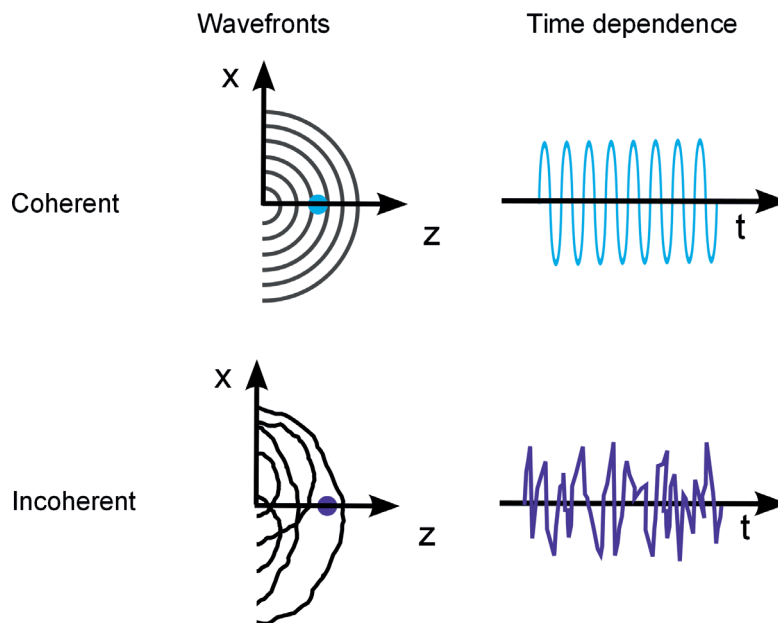 Wavefronts
Time dependence
x
Coherent
z
t
x
Incoherent
z
t